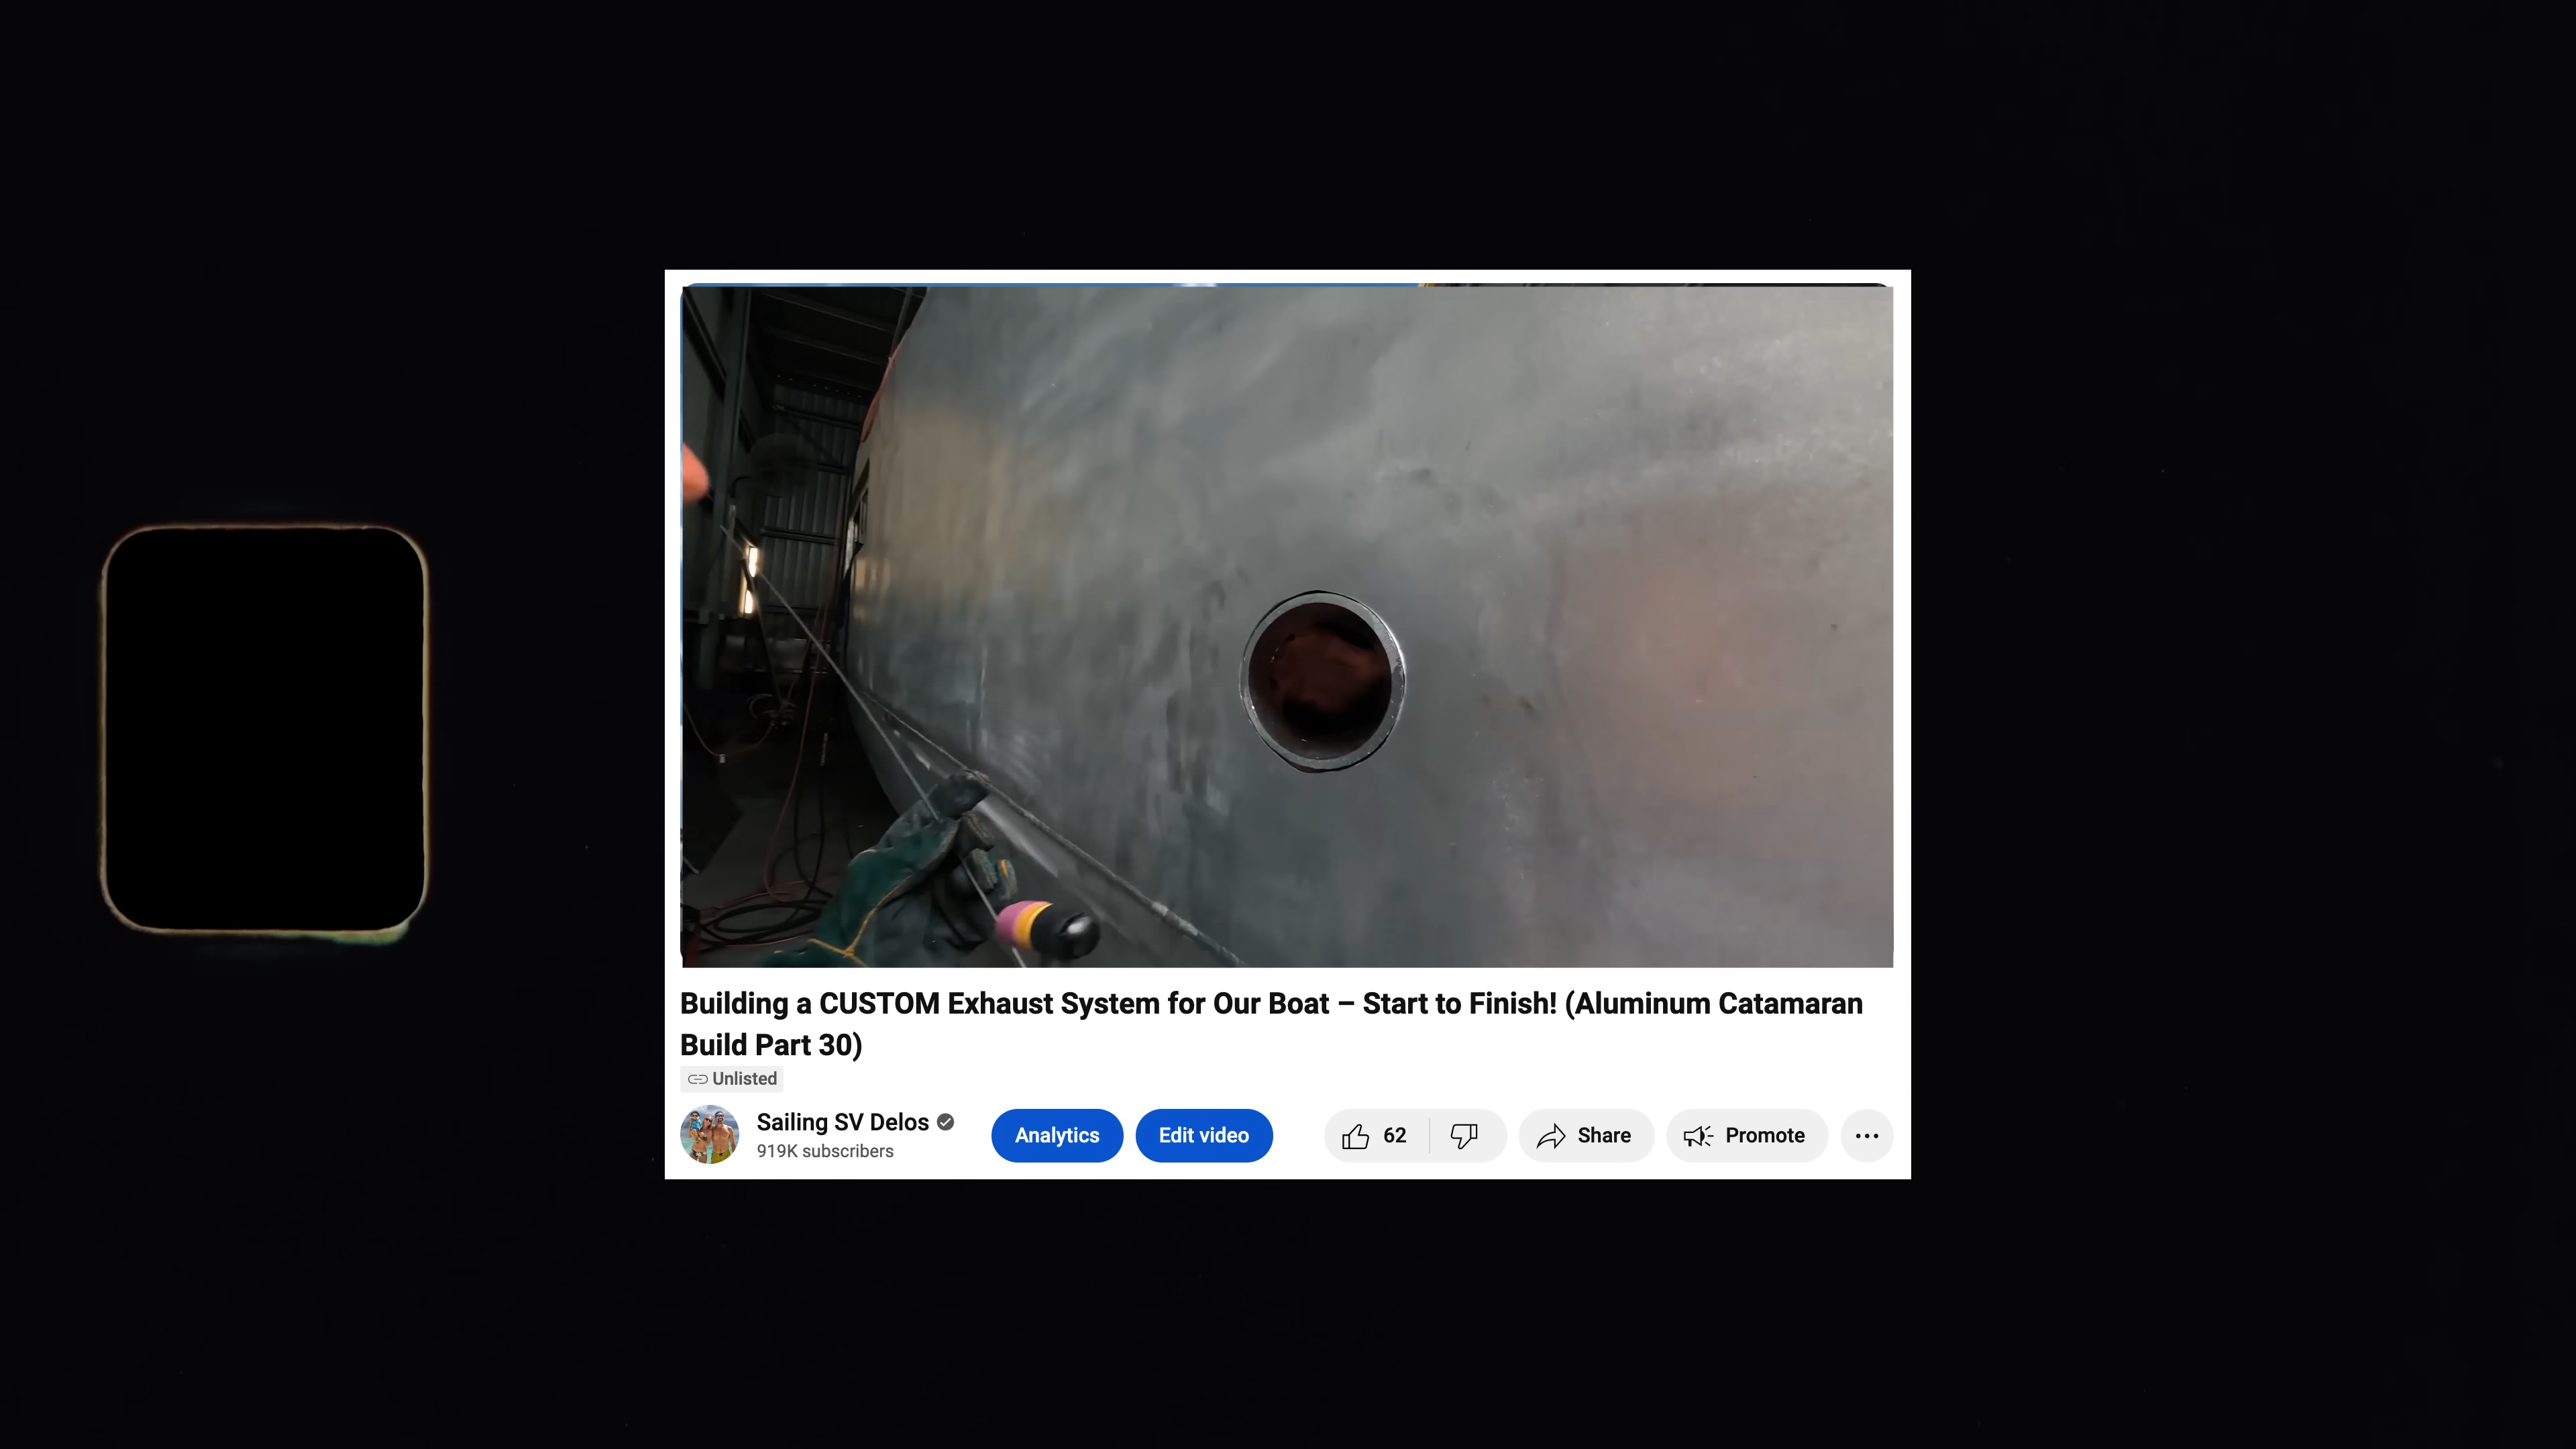 Building a CUSTOM Exhaust System for Our Boat – Start to Finish! (Aluminum Catamaran
Build Part 30)
Unlisted
Sailing SV Delos
919K subscribers
Analytics
Edit video
62
Share
Promote